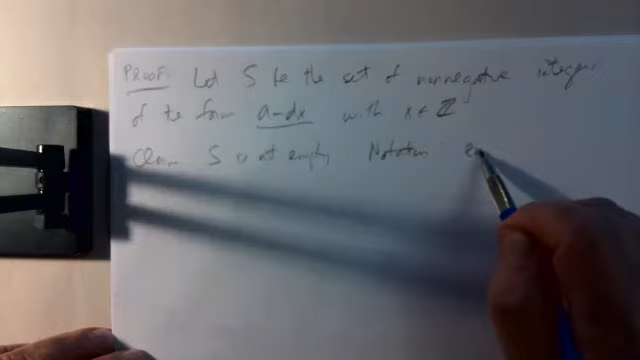 PROOF: Let S be the set of nonnegative integers
of the form a-dx with x ∈ ℤ
Claim S is not empty Notation